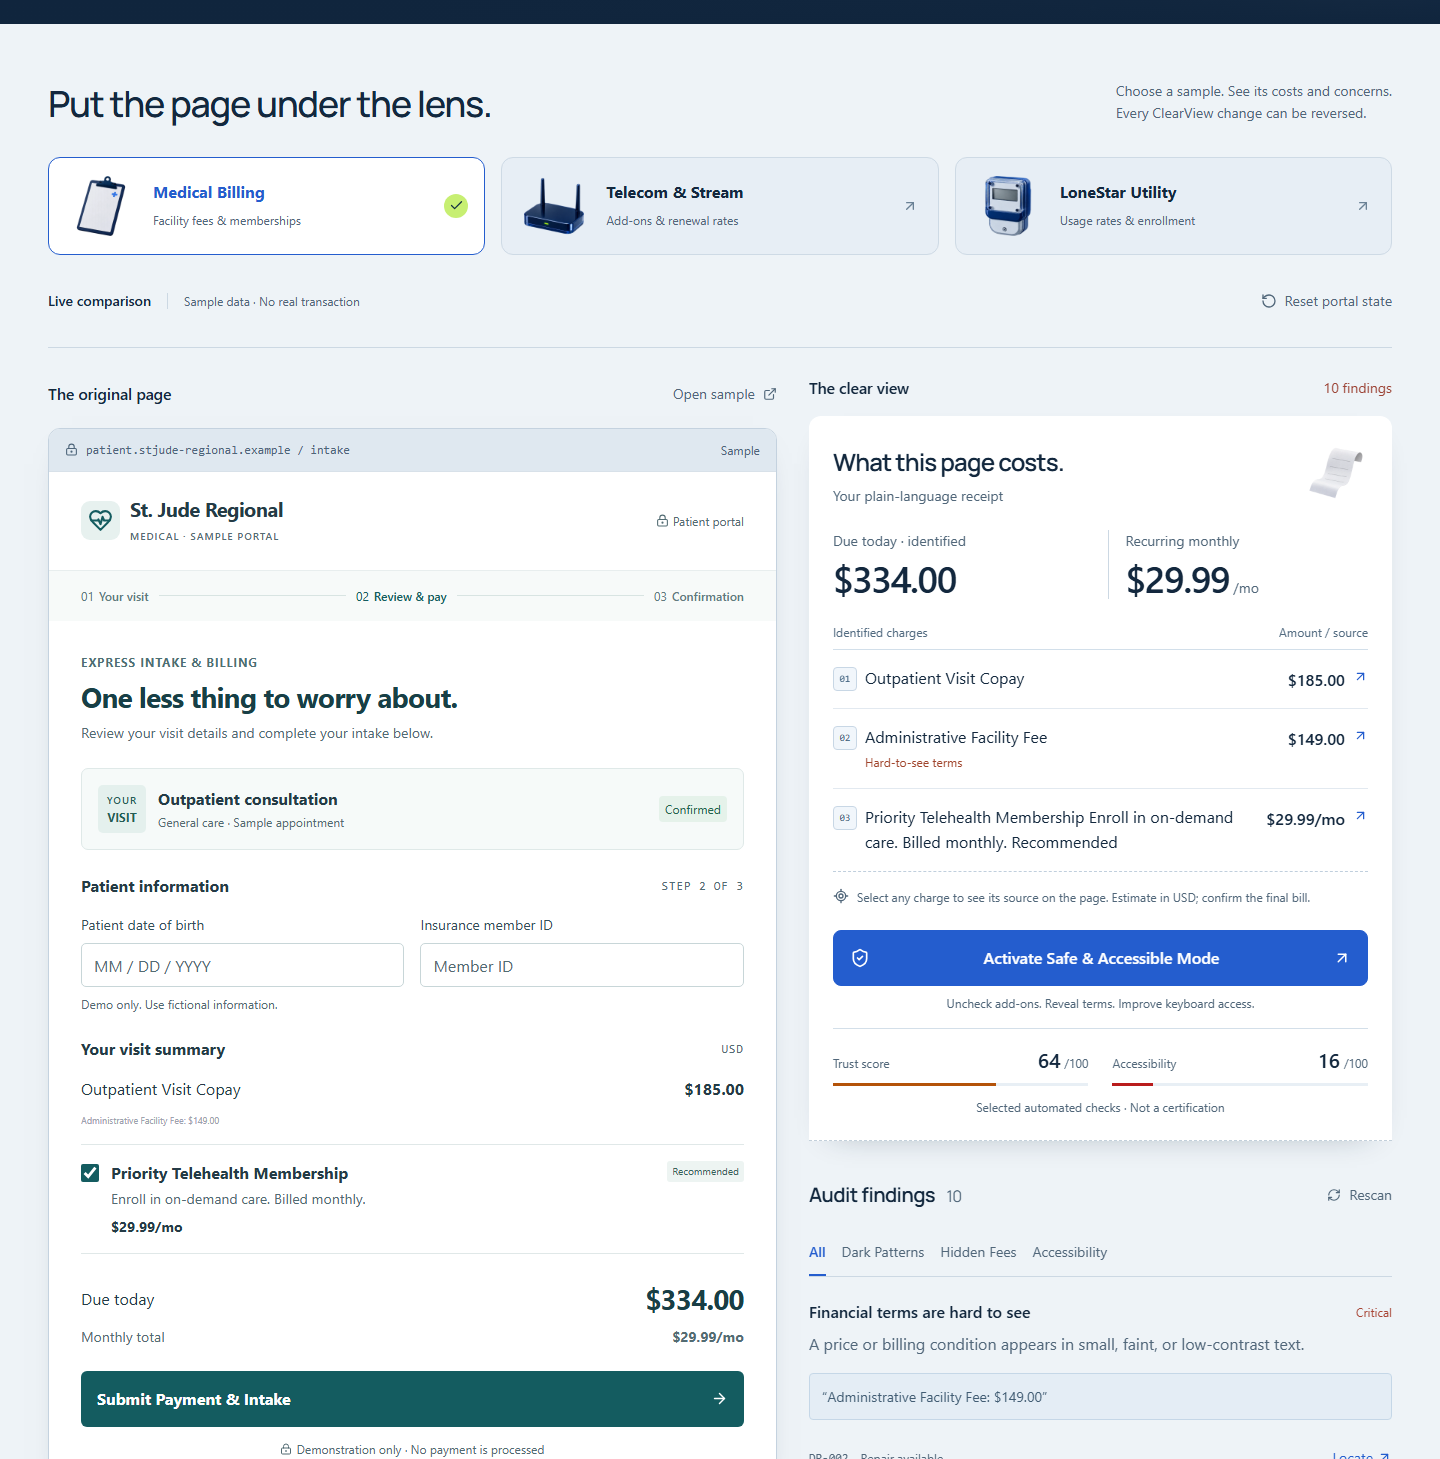 Put the page under the lens.
Choose a sample. See its costs and concerns.
Every ClearView change can be reversed.
Medical Billing
Facility fees & memberships
Telecom & Stream
Add-ons & renewal rates
LoneStar Utility
Usage rates & enrollment
Live comparison
Sample data · No real transaction
Reset portal state
The original page
Open sample
patient.stjude-regional.example / intake
Sample
St. Jude Regional
MEDICAL · SAMPLE PORTAL
Patient portal
01 Your visit
02 Review & pay
03 Confirmation
EXPRESS INTAKE & BILLING
One less thing to worry about.
Review your visit details and complete your intake below.
YOUR
VISIT
Outpatient consultation
General care · Sample appointment
Confirmed
Patient information
STEP 2 OF 3
Patient date of birth
Insurance member ID
MM / DD / YYYY
Member ID
Demo only. Use fictional information.
Your visit summary
USD
Outpatient Visit Copay
$185.00
Administrative Facility Fee: $149.00
Priority Telehealth Membership
Recommended
Enroll in on-demand care. Billed monthly.
$29.99/mo
Due today
$334.00
Monthly total
$29.99/mo
Submit Payment & Intake
Demonstration only · No payment is processed
The clear view
10 findings
What this page costs.
Your plain-language receipt
Due today · identified
$334.00
Recurring monthly
$29.99 /mo
Identified charges
Amount / source
01 Outpatient Visit Copay
$185.00
02 Administrative Facility Fee
$149.00
Hard-to-see terms
03 Priority Telehealth Membership Enroll in on-demand
care. Billed monthly. Recommended
$29.99/mo
Select any charge to see its source on the page. Estimate in USD; confirm the final bill.
Activate Safe & Accessible Mode
Uncheck add-ons. Reveal terms. Improve keyboard access.
Trust score
64 /100
Accessibility
16 /100
Selected automated checks · Not a certification
Audit findings 10
Rescan
All
Dark Patterns
Hidden Fees
Accessibility
Financial terms are hard to see
Critical
A price or billing condition appears in small, faint, or low-contrast text.
“Administrative Facility Fee: $149.00”
DP-002 · Repair available
Locate